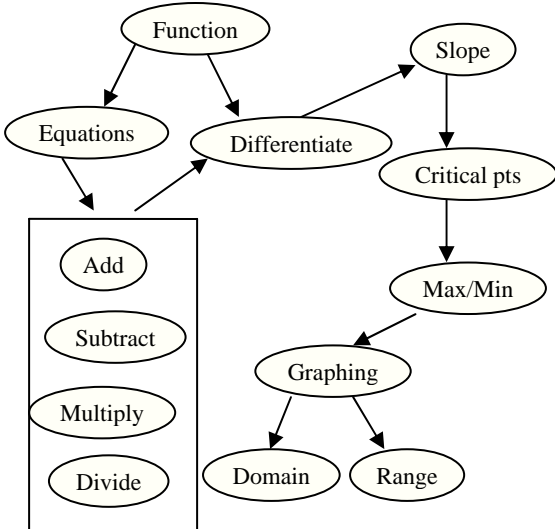 Function
Slope
Equations
Differentiate
Critical pts
Add
Max/Min
Subtract
Graphing
Multiply
Divide
Domain
Range